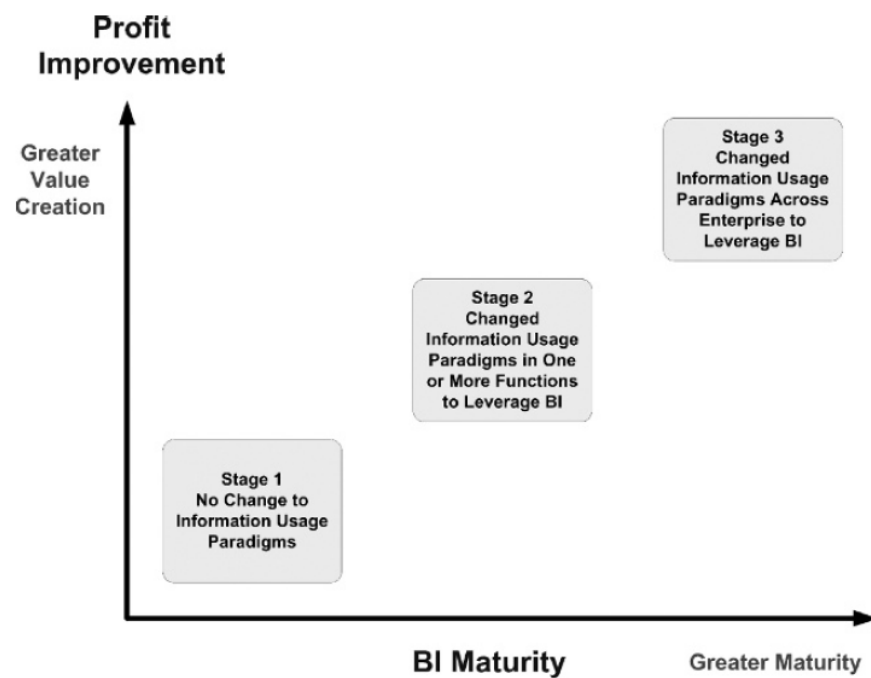 Profit
Improvement
Greater
Value
Creation
Stage 3
Changed
Information Usage
Paradigms Across
Enterprise to
Leverage BI
Stage 2
Changed
Information Usage
Paradigms in One
or More Functions
to Leverage BI
Stage 1
No Change to
Information Usage
Paradigms
BI Maturity
Greater Maturity